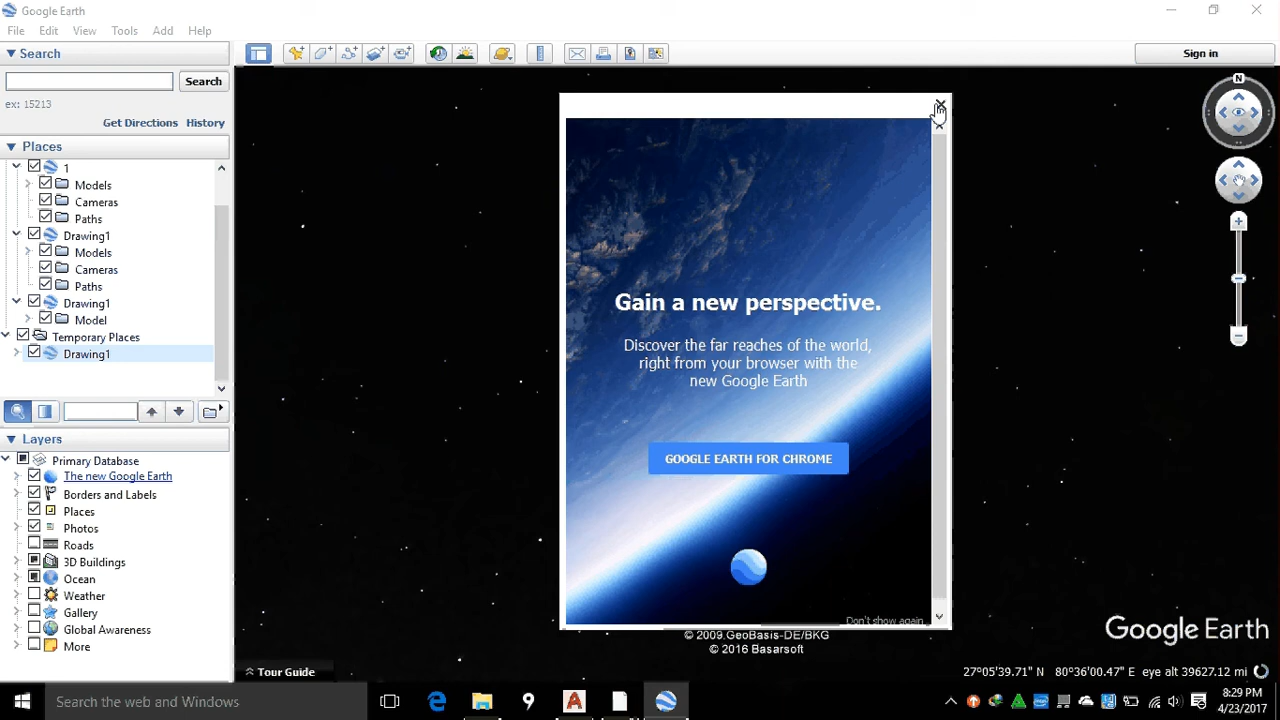 Google Earth
File Edit View Tools Add Help
Search
Search
ex: 15213
Get Directions History
Places
1
Models
Cameras
Paths
Drawing1
Models
Cameras
Paths
Drawing1
Model
Temporary Places
Drawing1
Layers
Primary Database
The new Google Earth
Borders and Labels
Places
Photos
Roads
3D Buildings
Ocean
Weather
Gallery
Global Awareness
More
Sign in
N
Gain a new perspective.
Discover the far reaches of the world,
right from your browser with the
new Google Earth
GOOGLE EARTH FOR CHROME
Don't show again
© 2009 GeoBasis-DE/BKG
© 2016 Basarsoft
Google Earth
Tour Guide
27°05'39.71" N 80°36'00.47" E eye alt 39627.12 mi
Search the web and Windows
8:29 PM
4/23/2017